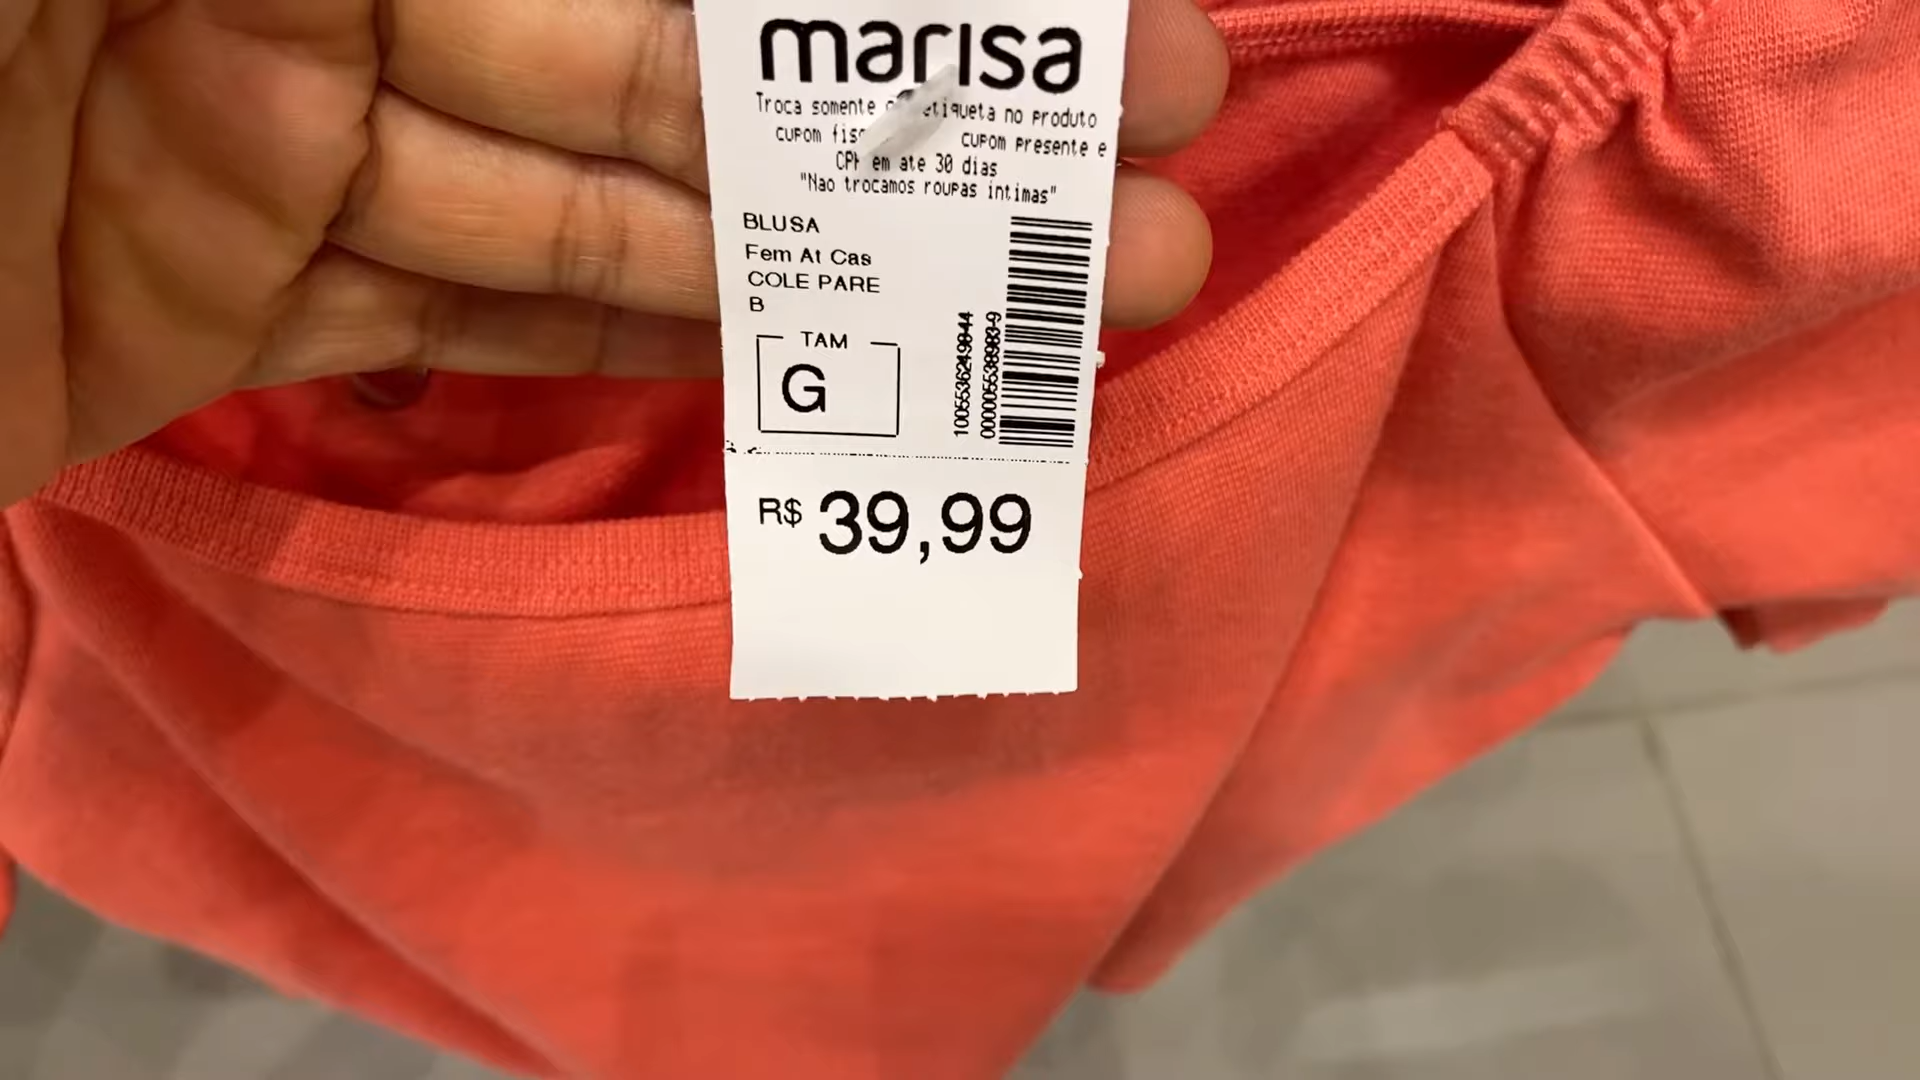 marisa
Troca somente etiqueta no produto
cupom cupom presente e
CPF em ate 30 dias
"Nao trocamos roupas intimas"
BLUSA
Fem At Cas
COLE PARE
B
TAM
G
R$ 39,99